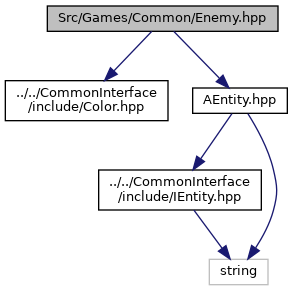 Src/Games/Common/Enemy.hpp
../../CommonInterface
/include/Color.hpp
AEntity.hpp
../../CommonInterface
/include/IEntity.hpp
string